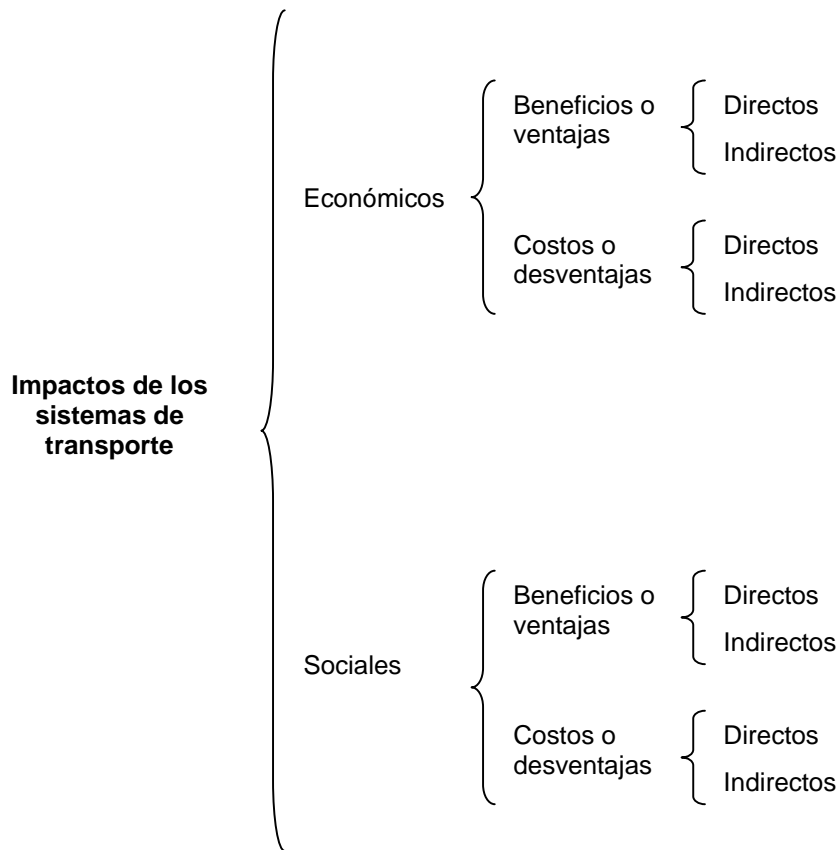 Beneficios o
ventajas
Directos
Indirectos
Económicos
Costos o
desventajas
Directos
Indirectos
Impactos de los
sistemas de
transporte
Beneficios o
ventajas
Directos
Indirectos
Sociales
Costos o
desventajas
Directos
Indirectos